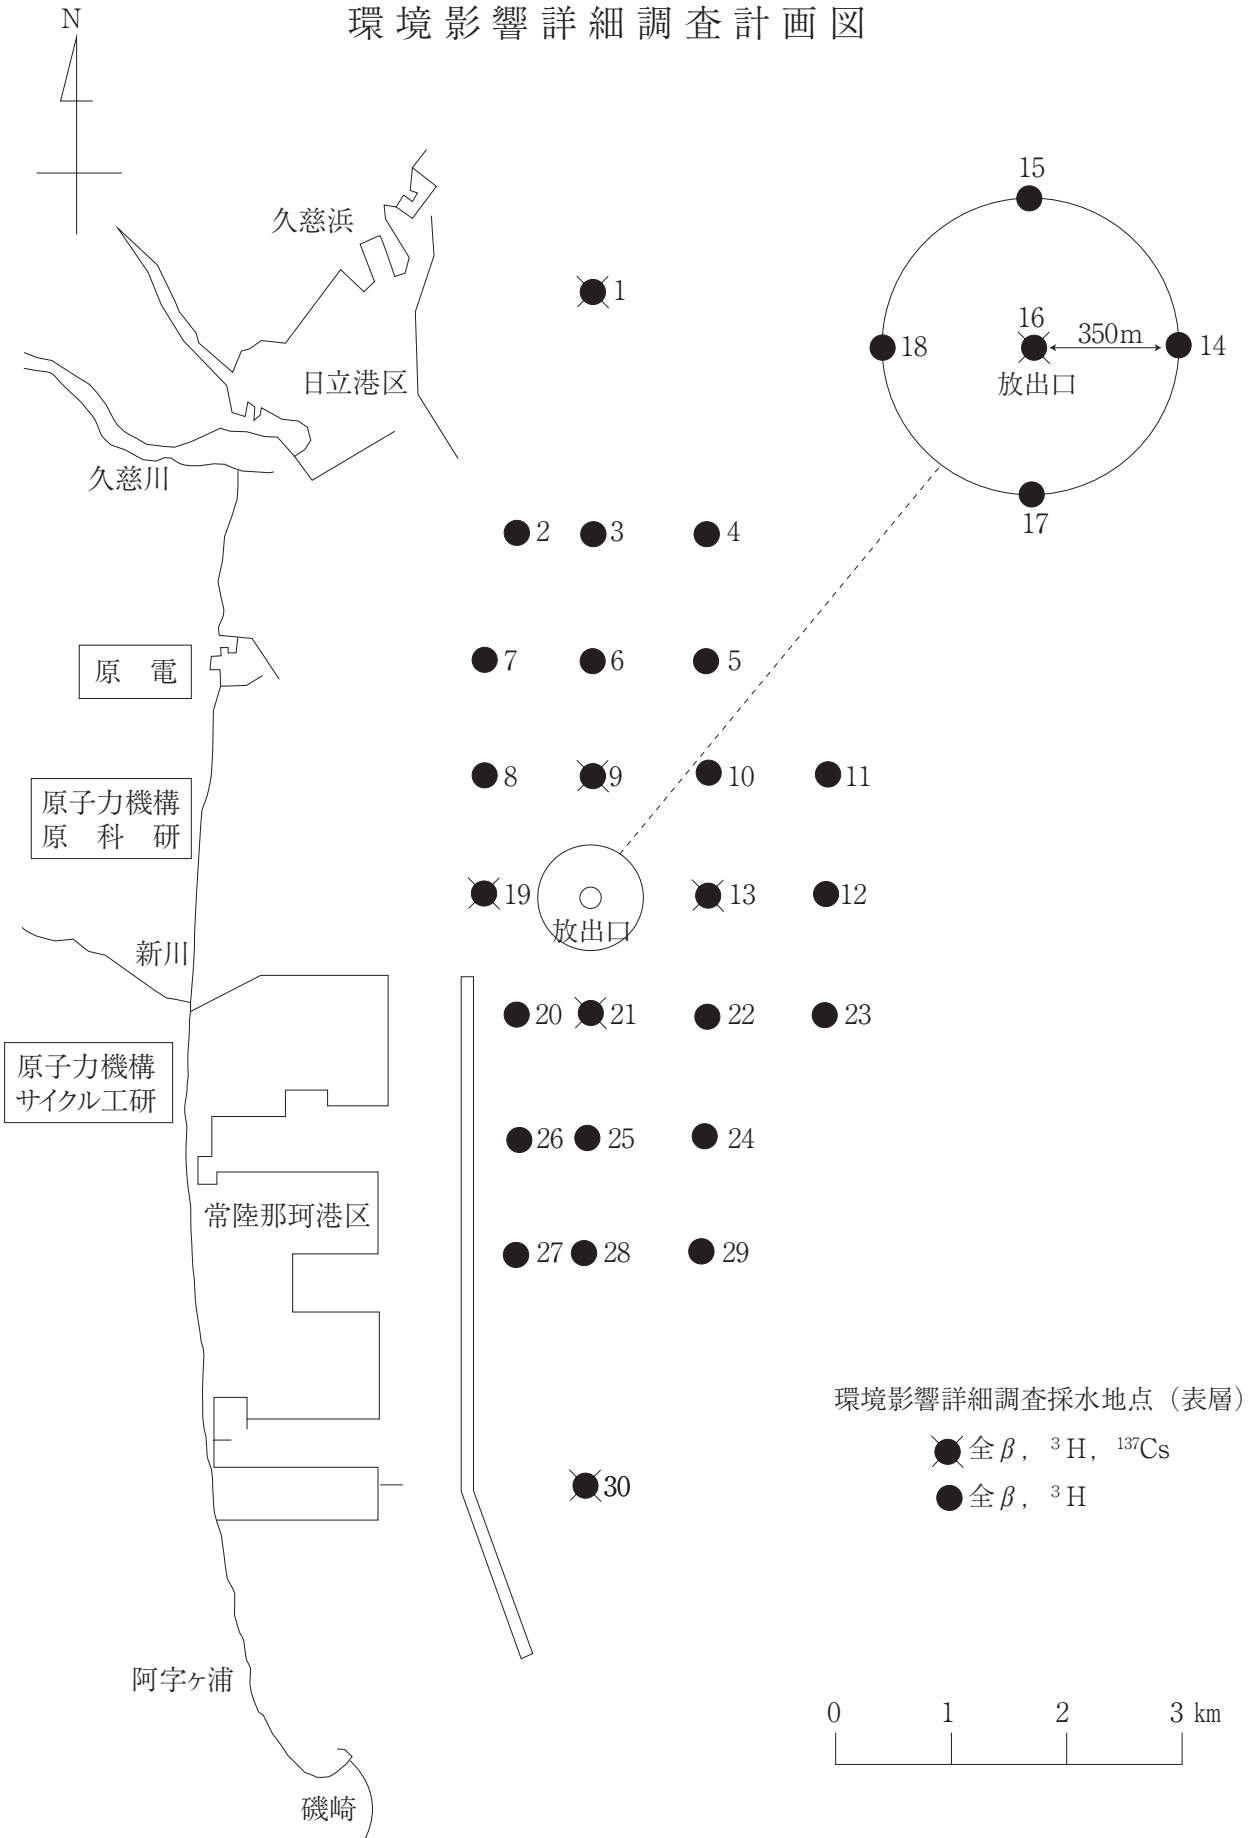 環境影響詳細調査計画図
N
久慈浜
1
日立港区
久慈川
15
16
350m
14
18
放出口
17
2
3
4
原 電
7
6
5
原子力機構
原 科 研
8
9
10
11
19
放出口
13
12
新川
20
21
22
23
原子力機構
サイクル工研
26
25
24
常陸那珂港区
27
28
29
環境影響詳細調査採水地点（表層）
全β, ³H, ¹³⁷Cs
全β, ³H
30
阿字ヶ浦
0 1 2 3 km
磯崎